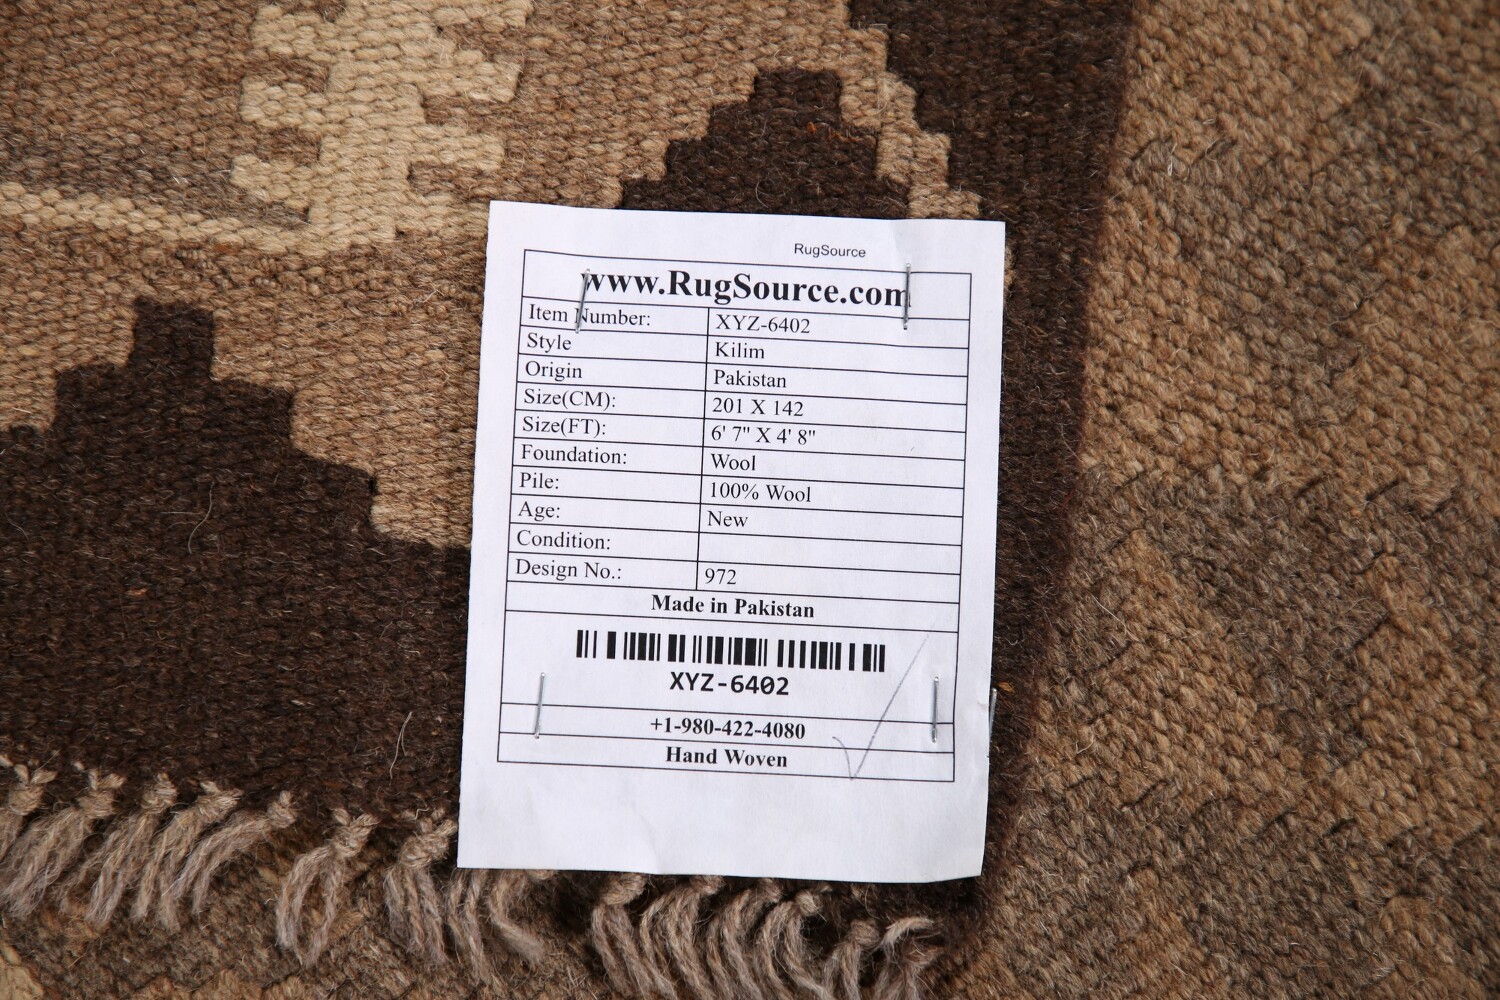 RugSource
www.RugSource.com
Item Number: XYZ-6402
Style Kilim
Origin Pakistan
Size(CM): 201 X 142
Size(FT): 6' 7" X 4' 8"
Foundation: Wool
Pile: 100% Wool
Age: New
Condition:
Design No.: 972
Made in Pakistan
XYZ-6402
+1-980-422-4080
Hand Woven